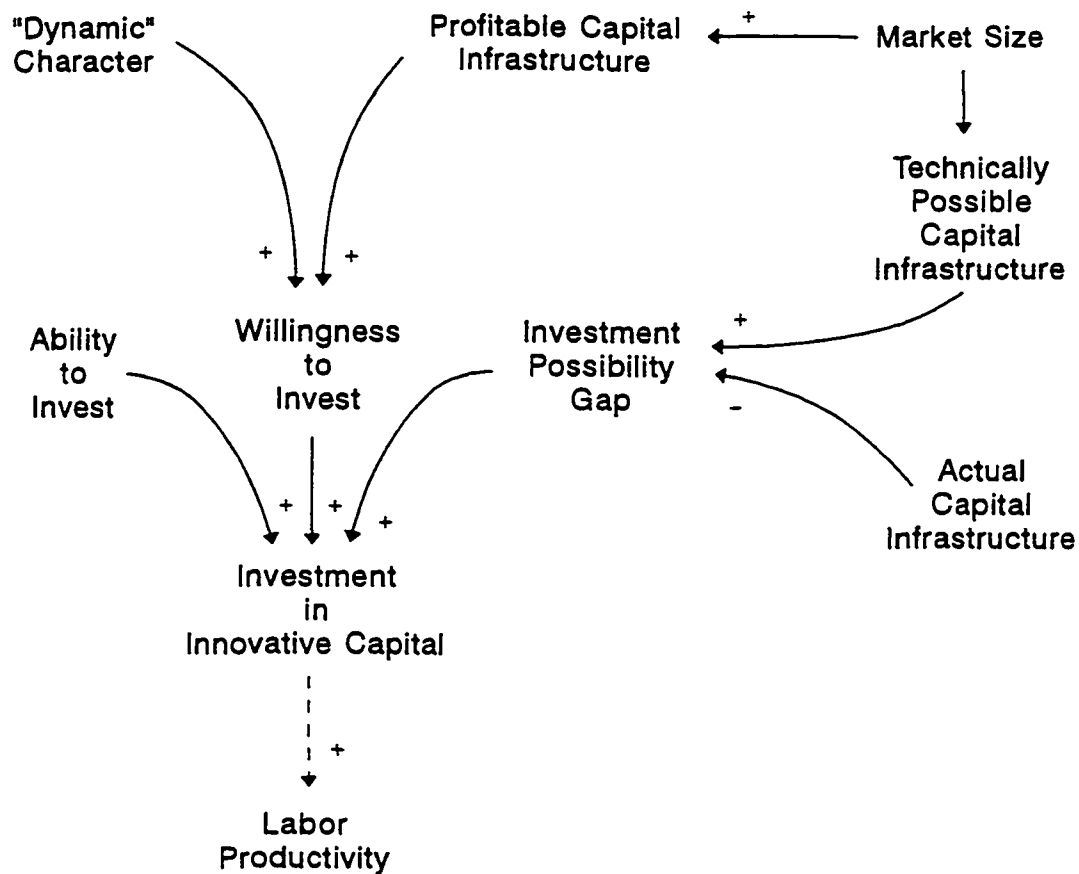 "Dynamic"
Character
Profitable Capital
Infrastructure
+
Market Size
Technically
Possible
Capital
Infrastructure
+
+
Ability
to
Invest
Willingness
to
Invest
Investment
Possibility
Gap
+
-
Actual
Capital
Infrastructure
+
+
+
Investment
in
Innovative Capital
+
Labor
Productivity